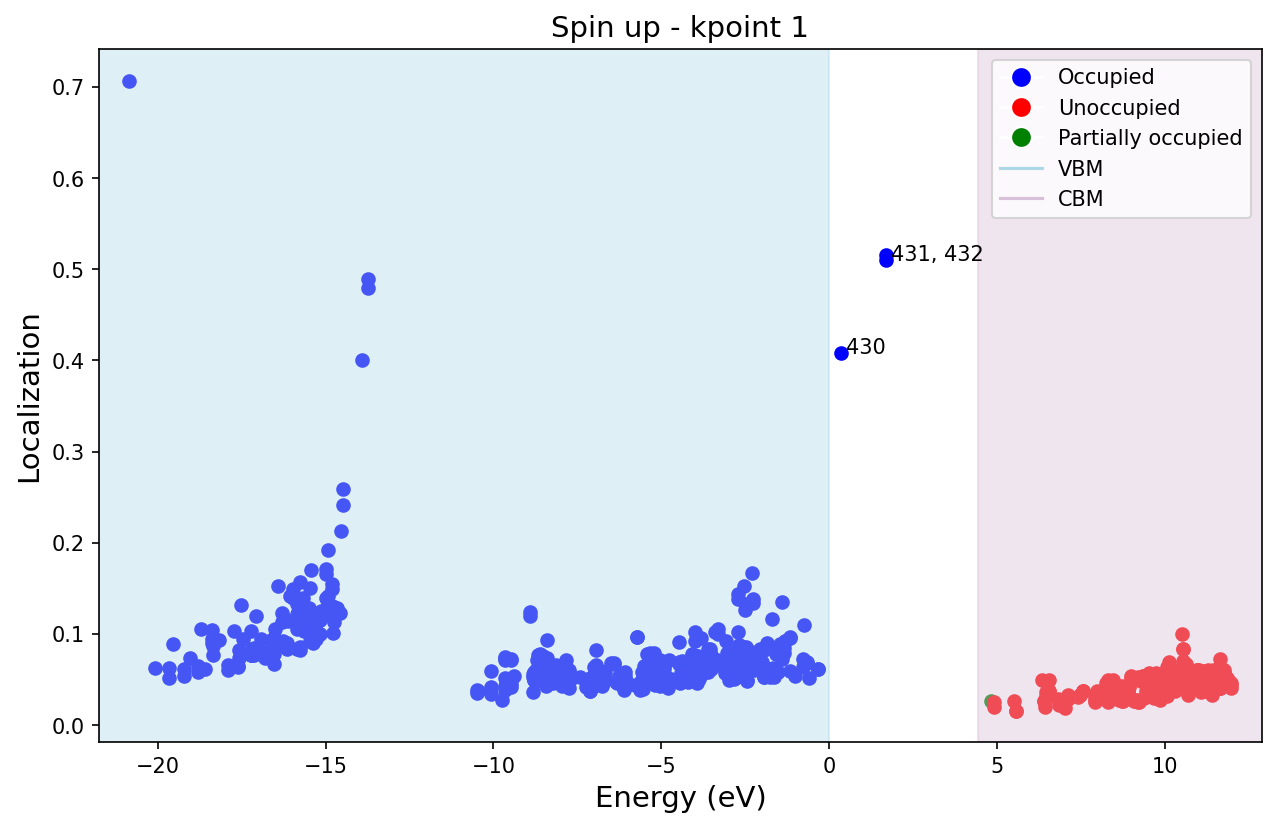 Spin up - kpoint 1
Localization
0.7
0.6
0.5
0.4
0.3
0.2
0.1
0.0
Occupied
Unoccupied
Partially occupied
VBM
CBM
431, 432
430
−20
−15
−10
−5
0
5
10
Energy (eV)